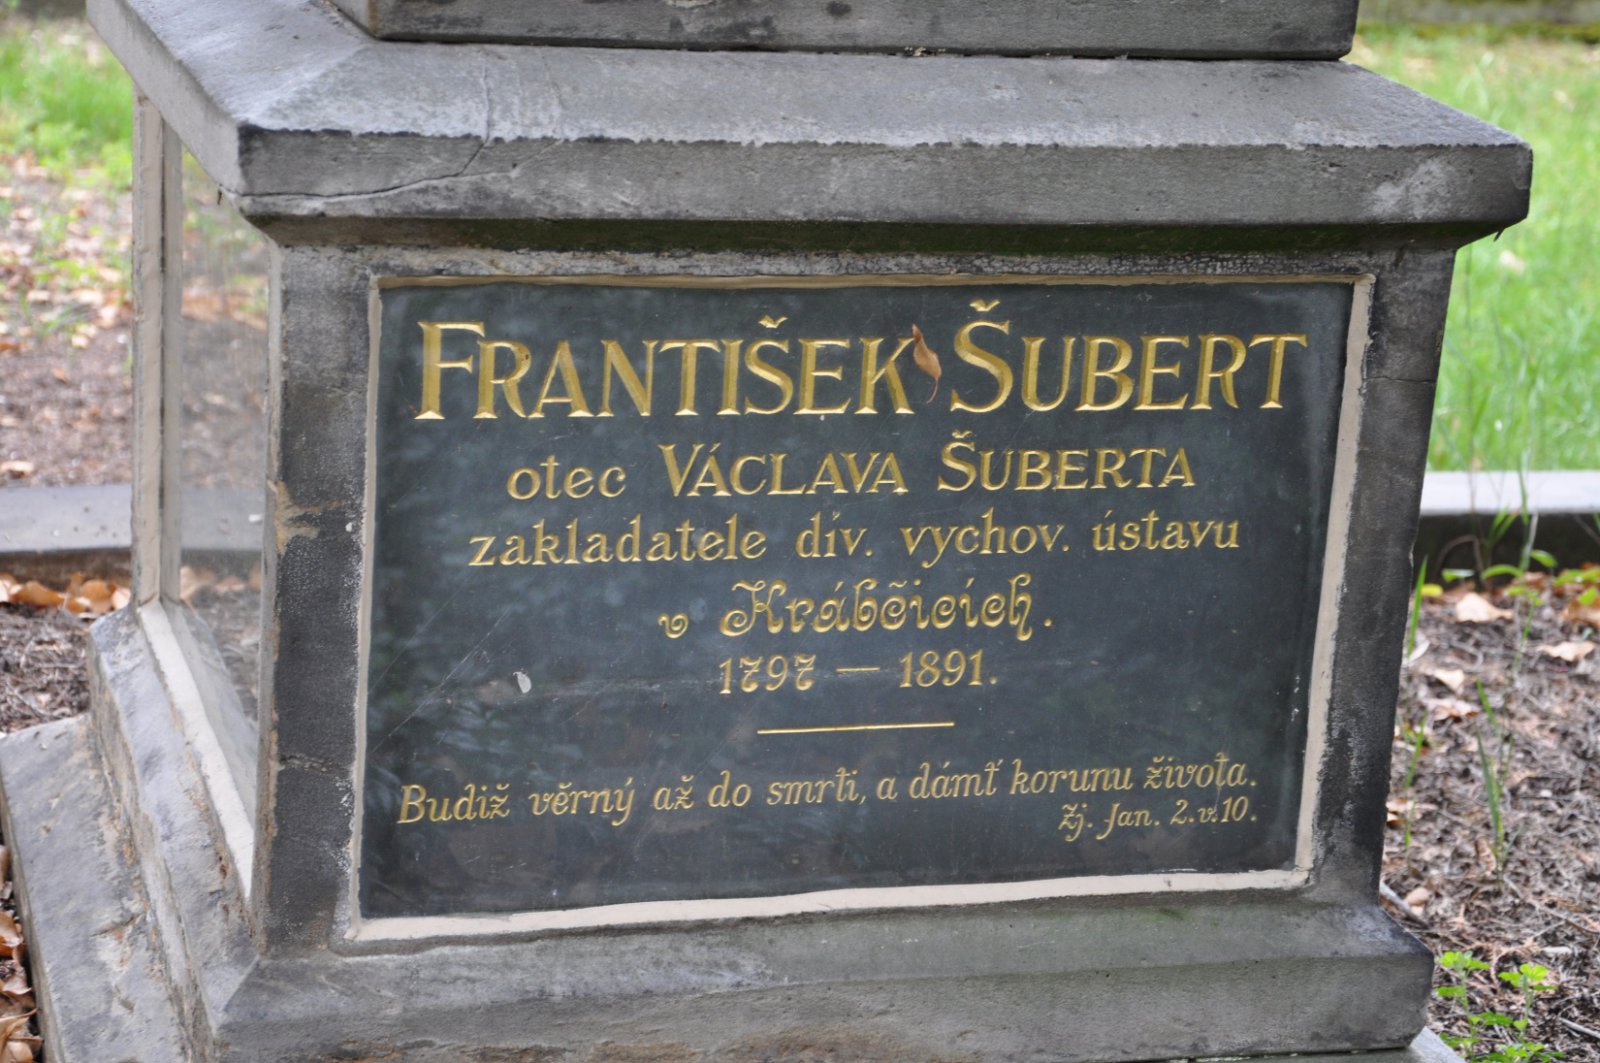 FRANTIŠEK ŠUBERT
otec VÁCLAVA ŠUBERTA
zakladatele dív. vychov. ústavu
v Krábčicích.
1797 — 1891.
Budiž věrný až do smrti, a dámť korunu života.
Zj. Jan. 2. v. 10.